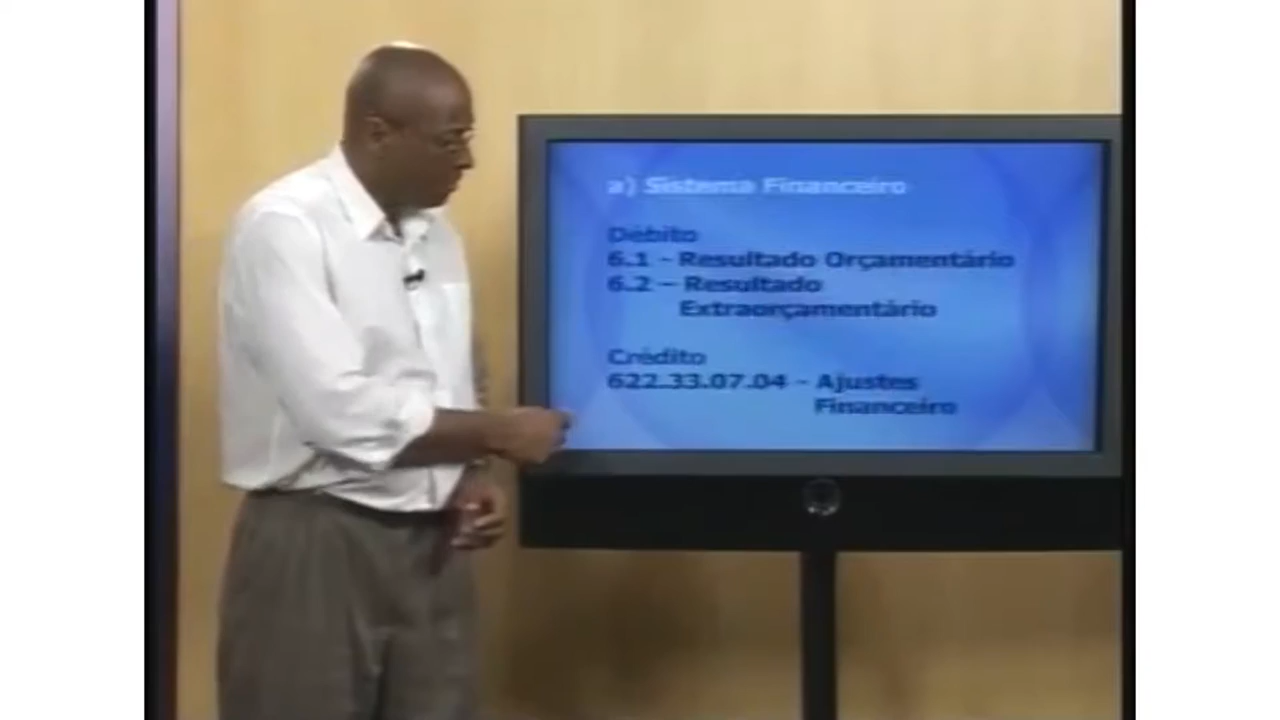 a) Sistema Financeiro
Débito
6.1 - Resultado Orçamentário
6.2 – Resultado
Extraorçamentário
Crédito
622.33.07.04 - Ajustes
Financeiro